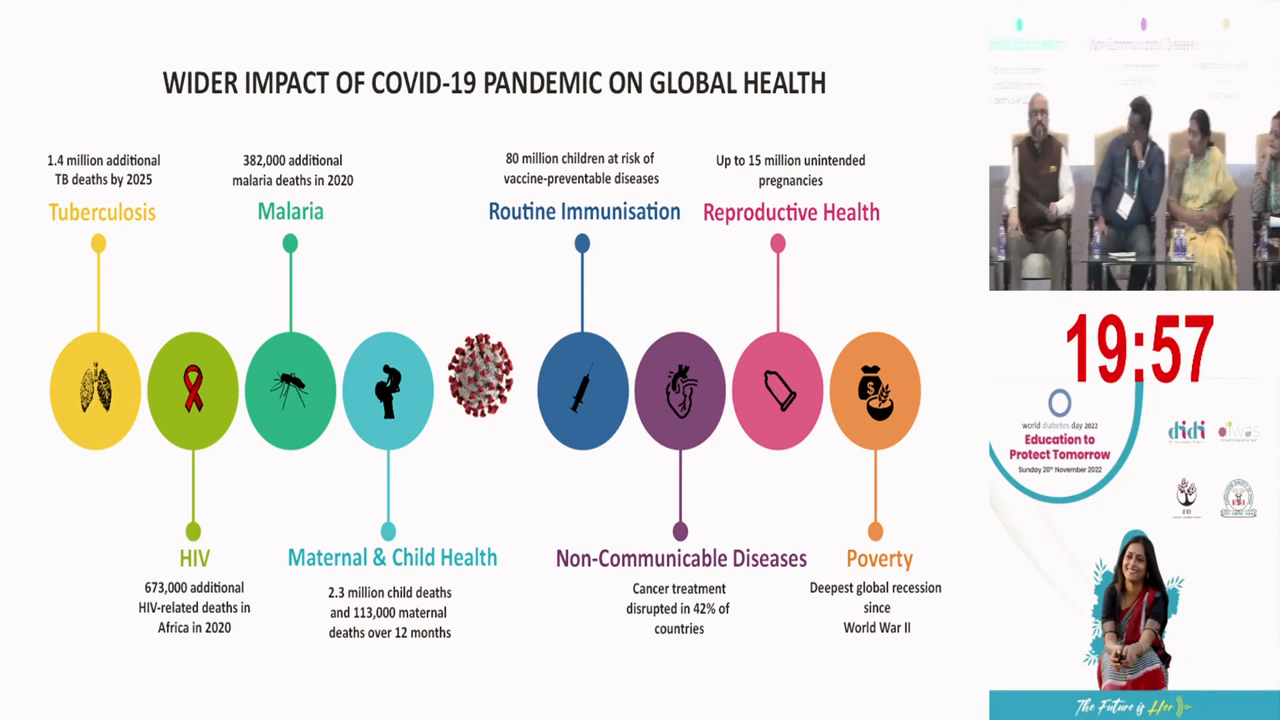 WIDER IMPACT OF COVID-19 PANDEMIC ON GLOBAL HEALTH
1.4 million additional
TB deaths by 2025
Tuberculosis
382,000 additional
malaria deaths in 2020
Malaria
80 million children at risk of
vaccine-preventable diseases
Routine Immunisation
Up to 15 million unintended
pregnancies
Reproductive Health
$
HIV
673,000 additional
HIV-related deaths in
Africa in 2020
Maternal & Child Health
2.3 million child deaths
and 113,000 maternal
deaths over 12 months
Non-Communicable Diseases
Cancer treatment
disrupted in 42% of
countries
Poverty
Deepest global recession
since
World War II
19:57
world diabetes day 2022
Education to
Protect Tomorrow
Sunday 20th November 2022
didi
The Future is Her